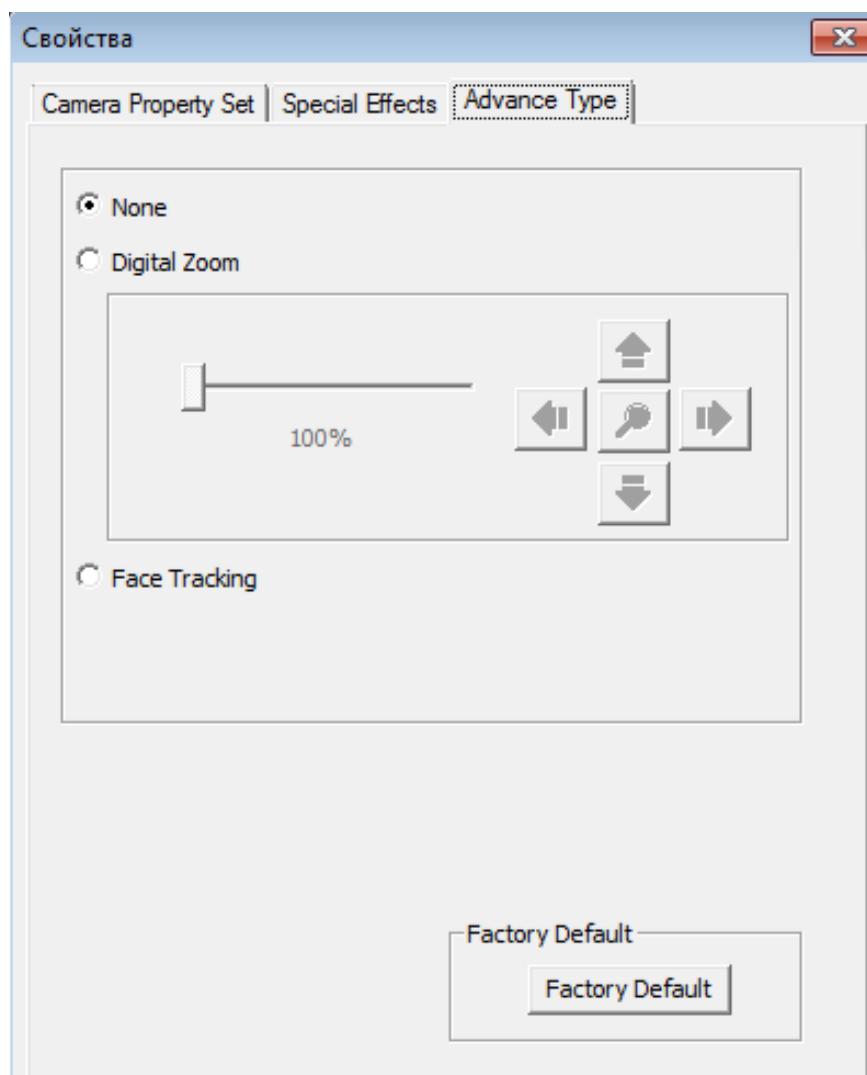 Свойства
Camera Property Set Special Effects Advance Type
None
Digital Zoom
100%
Face Tracking
Factory Default
Factory Default